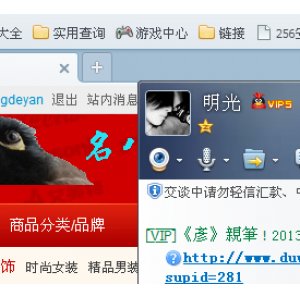 大全 实用查询 游戏中心 链接 2565
gdeyan 退出 站内消息
明光 VIP5
名八
交谈中请勿轻信汇款、
商品分类/品牌
[VIP]《彥》親筆!2013
饰 时尚女装 精品男装
http://www.duv
supid=281